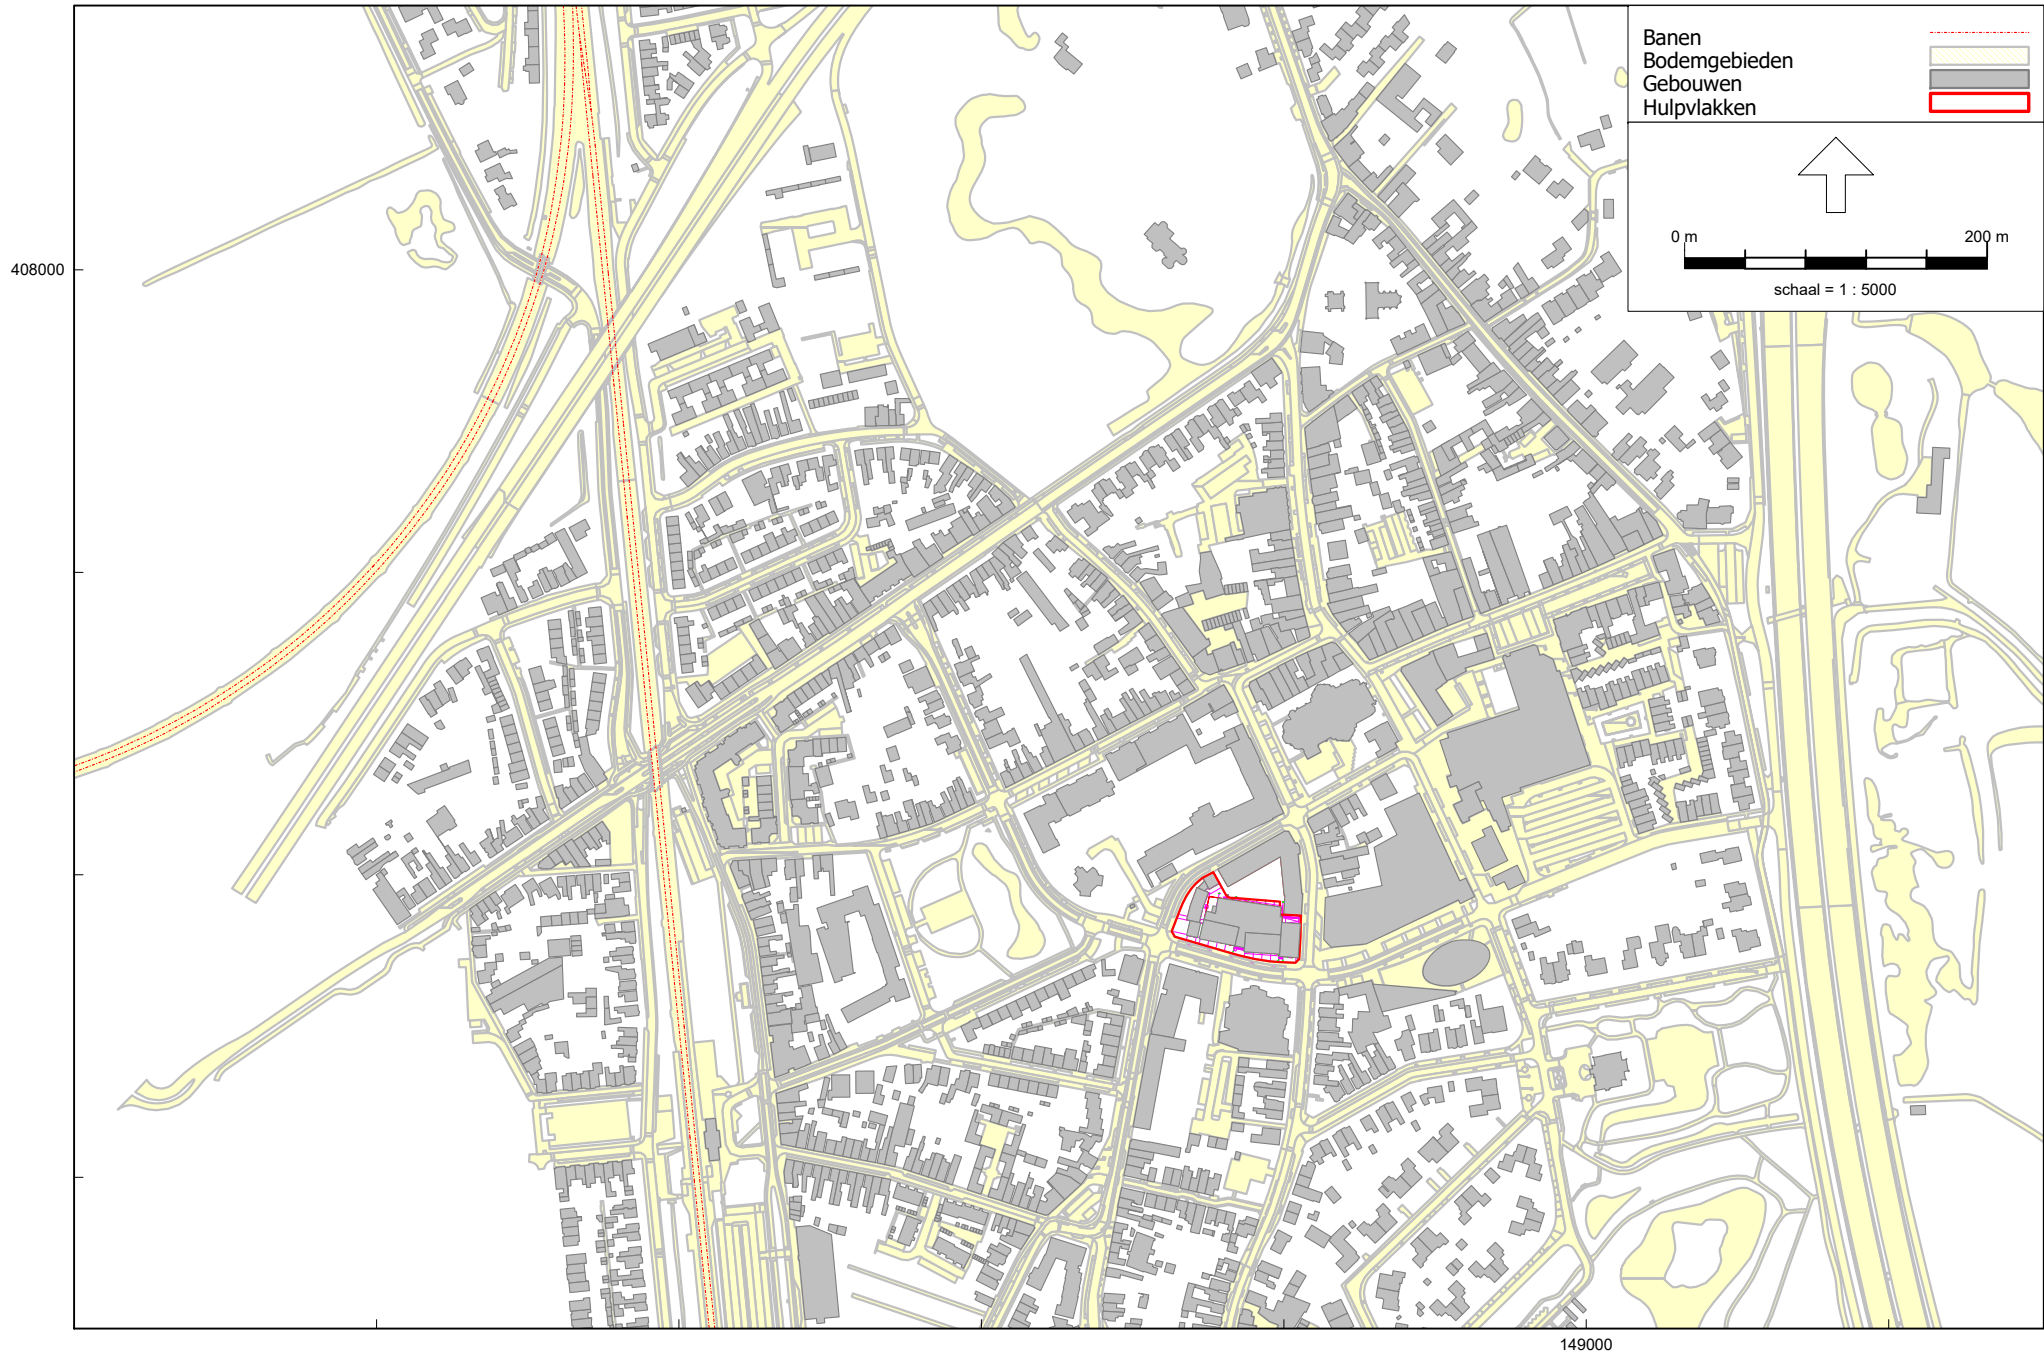 Banen
Bodemgebieden
Gebouwen
Hulpvlakken
0 m 200 m
schaal = 1 : 5000
408000
149000